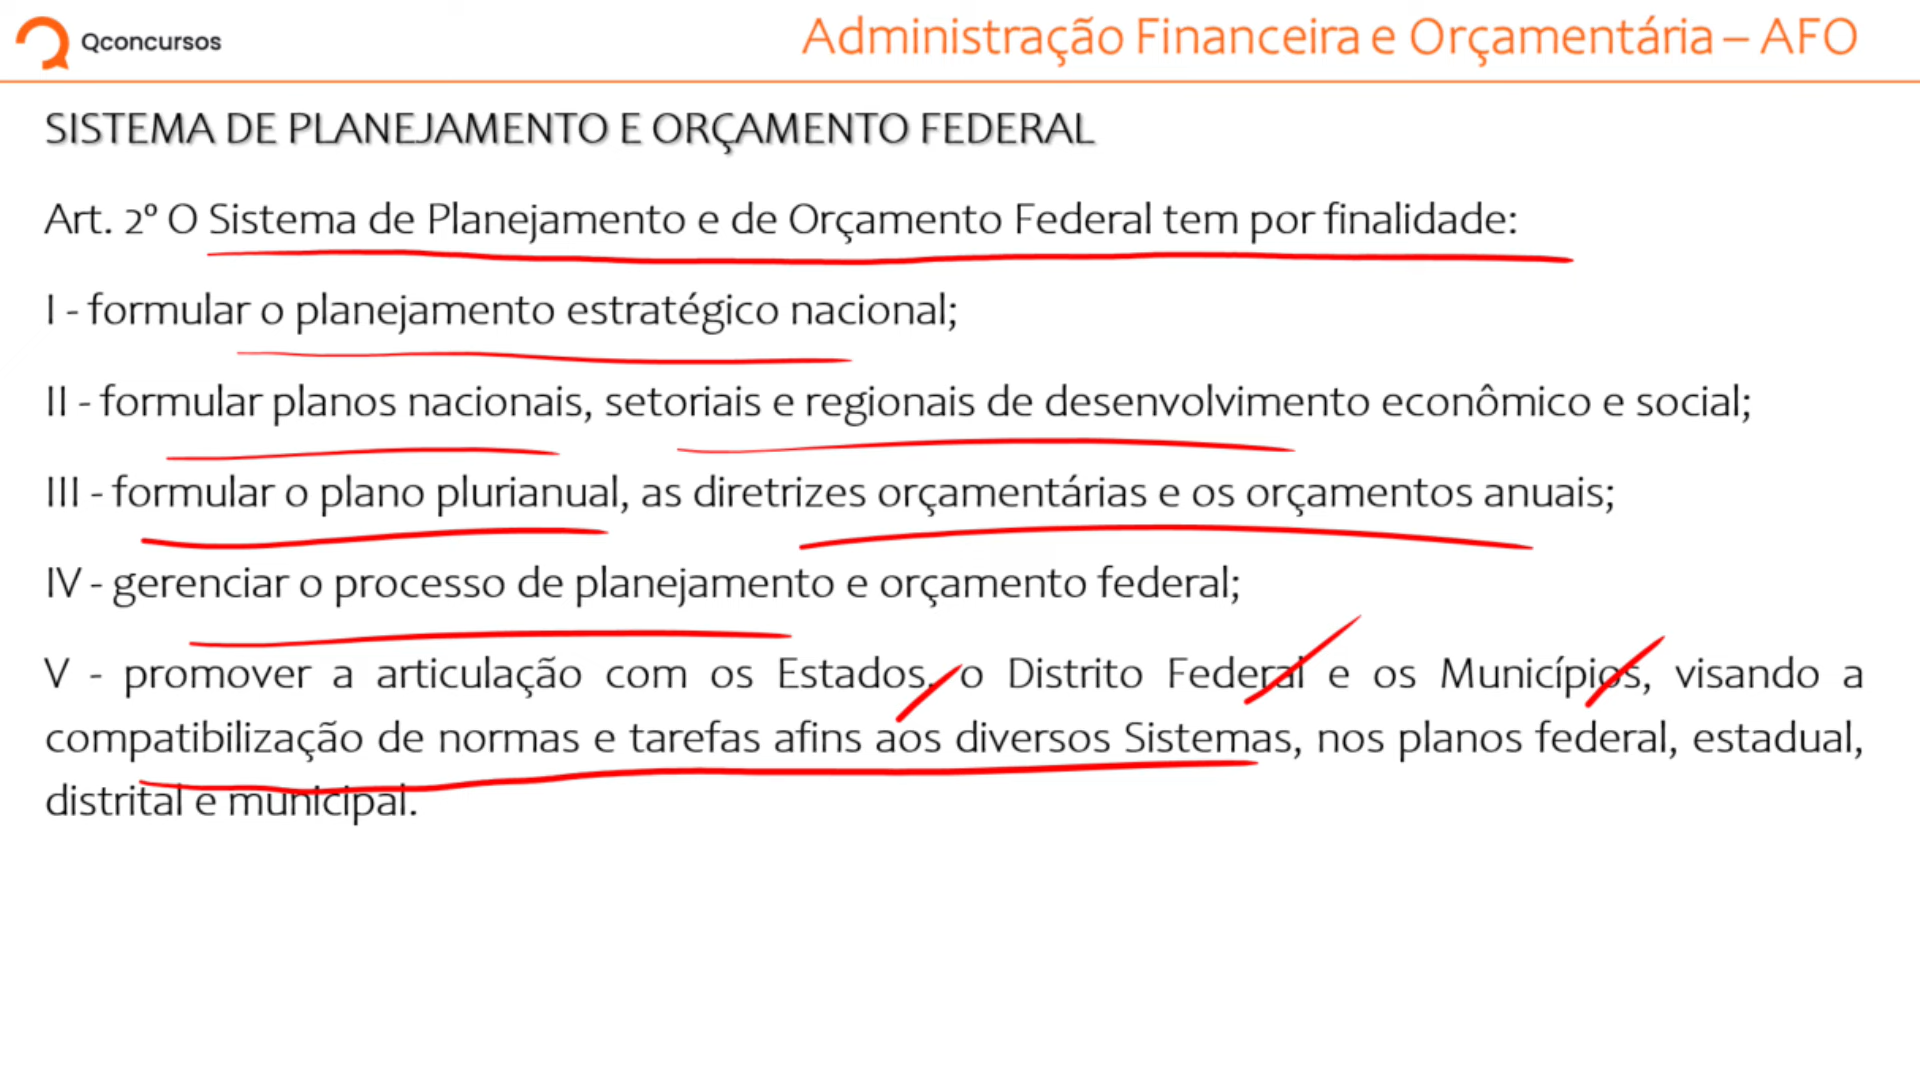 Qconcursos
Administração Financeira e Orçamentária – AFO
SISTEMA DE PLANEJAMENTO E ORÇAMENTO FEDERAL
Art. 2º O Sistema de Planejamento e de Orçamento Federal tem por finalidade:
I - formular o planejamento estratégico nacional;
II - formular planos nacionais, setoriais e regionais de desenvolvimento econômico e social;
III - formular o plano plurianual, as diretrizes orçamentárias e os orçamentos anuais;
IV - gerenciar o processo de planejamento e orçamento federal;
V - promover a articulação com os Estados, o Distrito Federal e os Municípios, visando a
compatibilização de normas e tarefas afins aos diversos Sistemas, nos planos federal, estadual,
distrital e municipal.